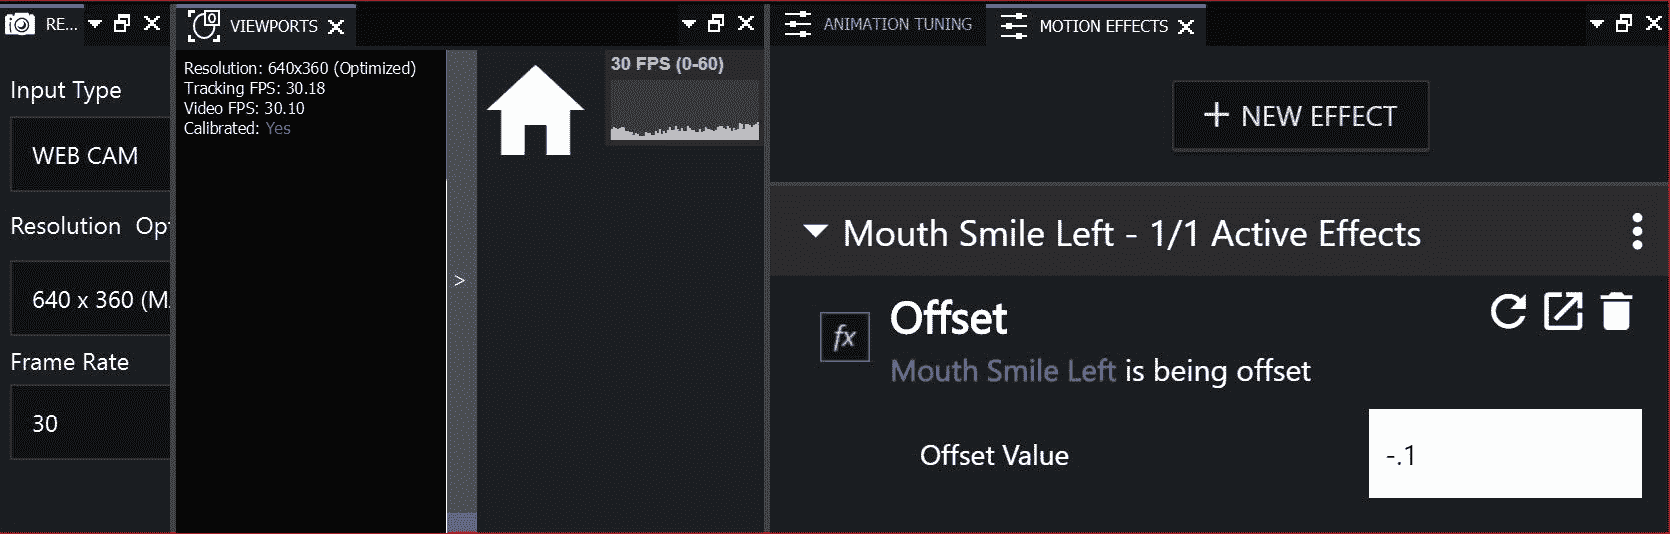 RE...
Input Type
WEB CAM
Resolution Op
640 x 360 (M.
Frame Rate
30
VIEWPORTS
Resolution: 640x360 (Optimized)
Tracking FPS: 30.18
Video FPS: 30.10
Calibrated: Yes
>
30 FPS (0-60)
ANIMATION TUNING
MOTION EFFECTS
+ NEW EFFECT
Mouth Smile Left - 1/1 Active Effects
fx
Offset
Mouth Smile Left is being offset
Offset Value
-.1